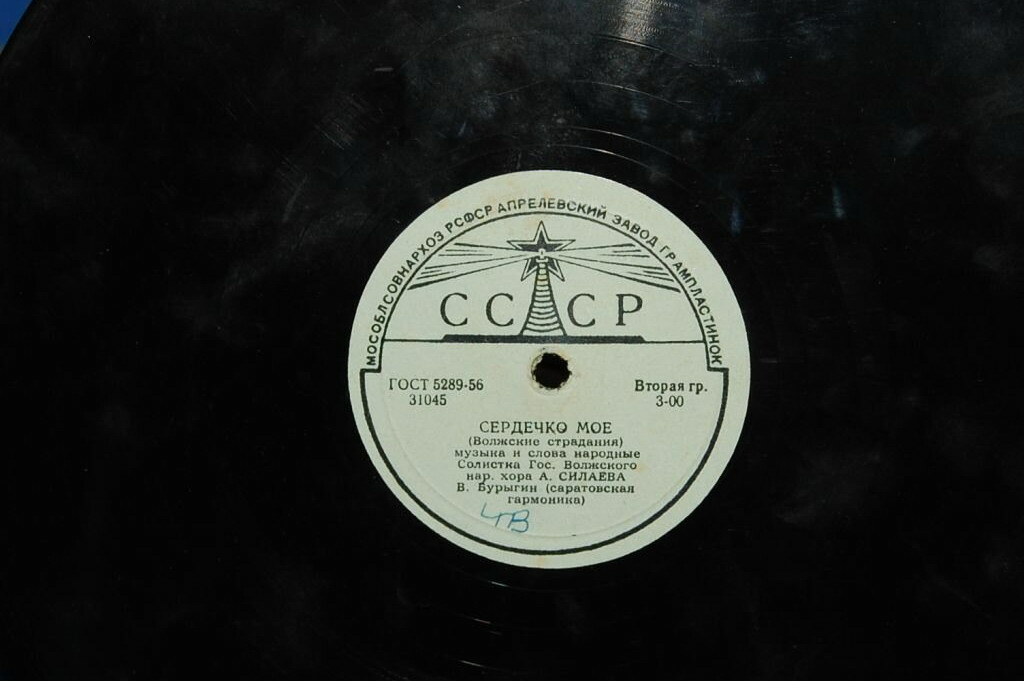 МОСОБЛСОВНАРХОЗ РСФСР АПРЕЛЕВСКИЙ ЗАВОД ГРАМПЛАСТИНОК
СССР
ГОСТ 5289-56
31045
Вторая гр.
3-00
СЕРДЕЧКО МОЕ
(Волжские страдания)
музыка и слова народные
Солистка Гос. Волжского
нар. хора А. СИЛАЕВА
В. Бурыгин (саратовская
гармоника)
ЧВ